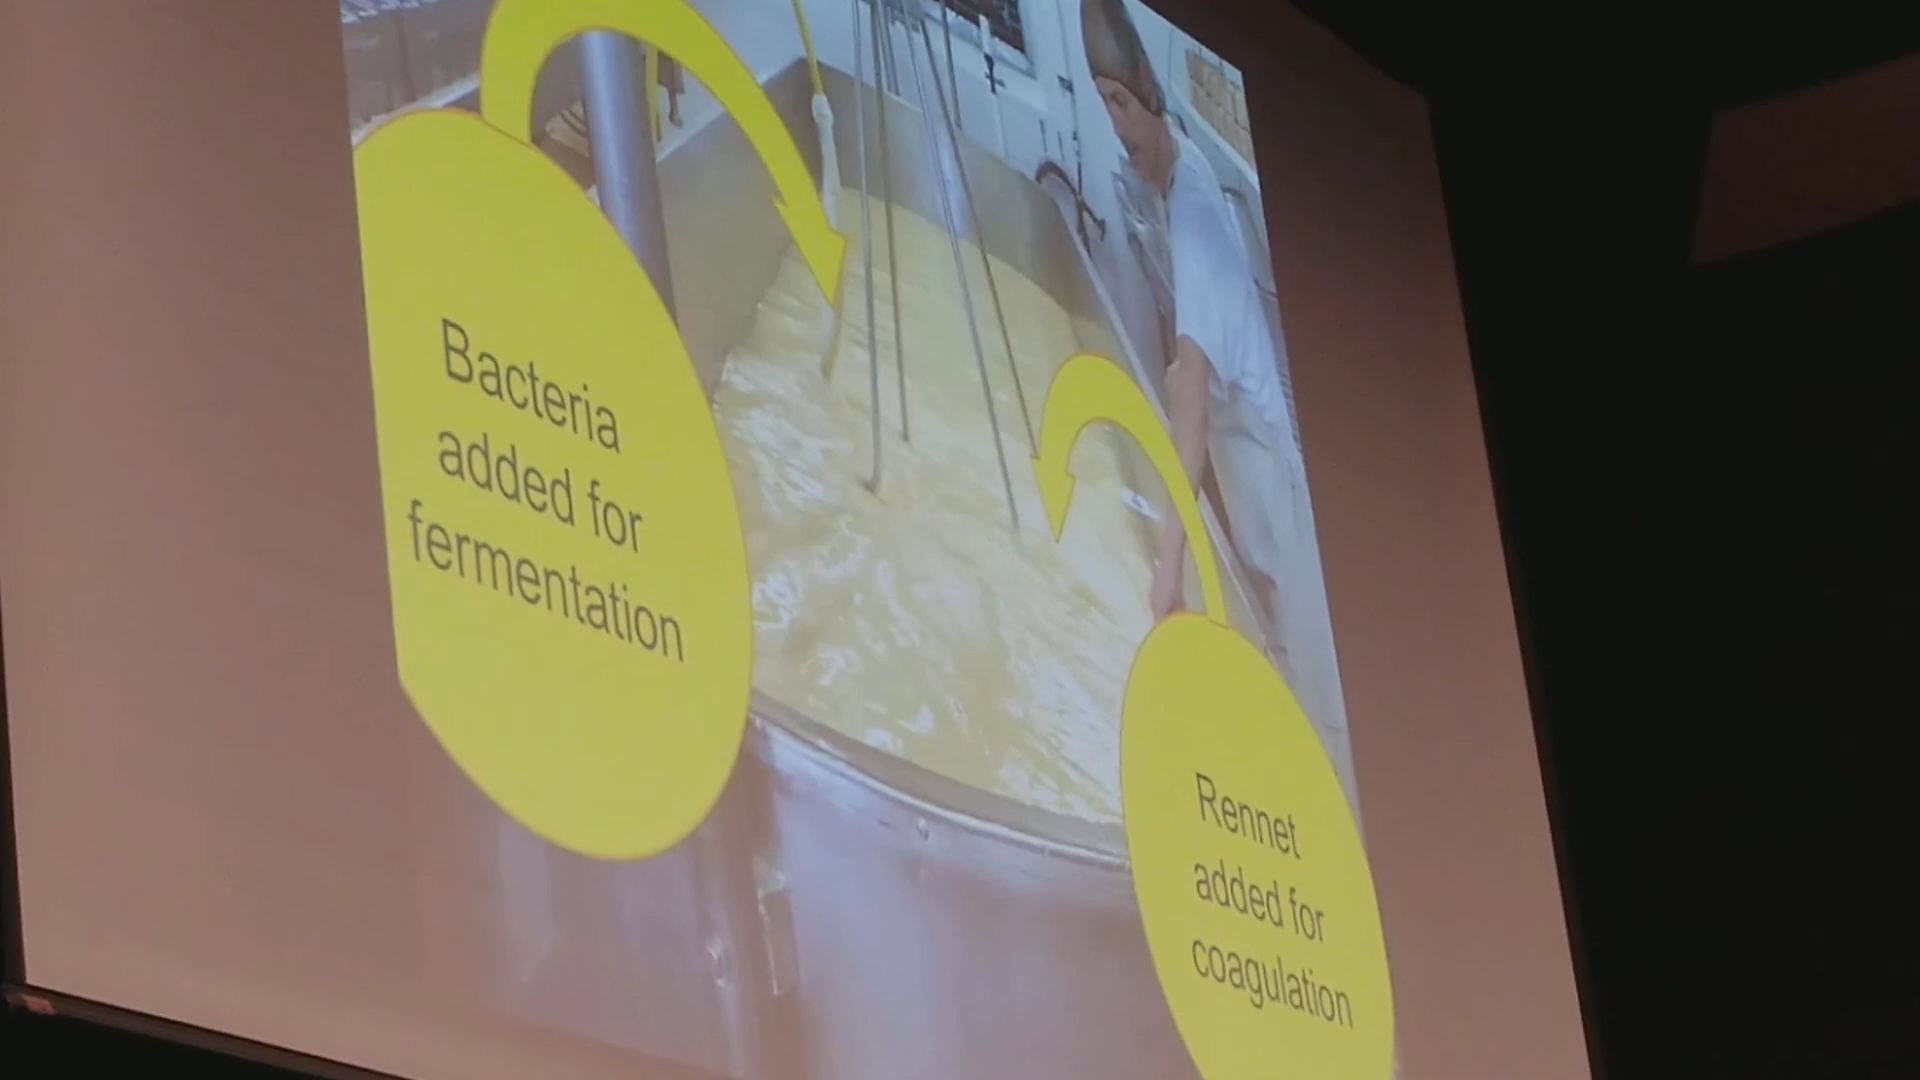 Bacteria
added for
fermentation
Rennet
added for
coagulation